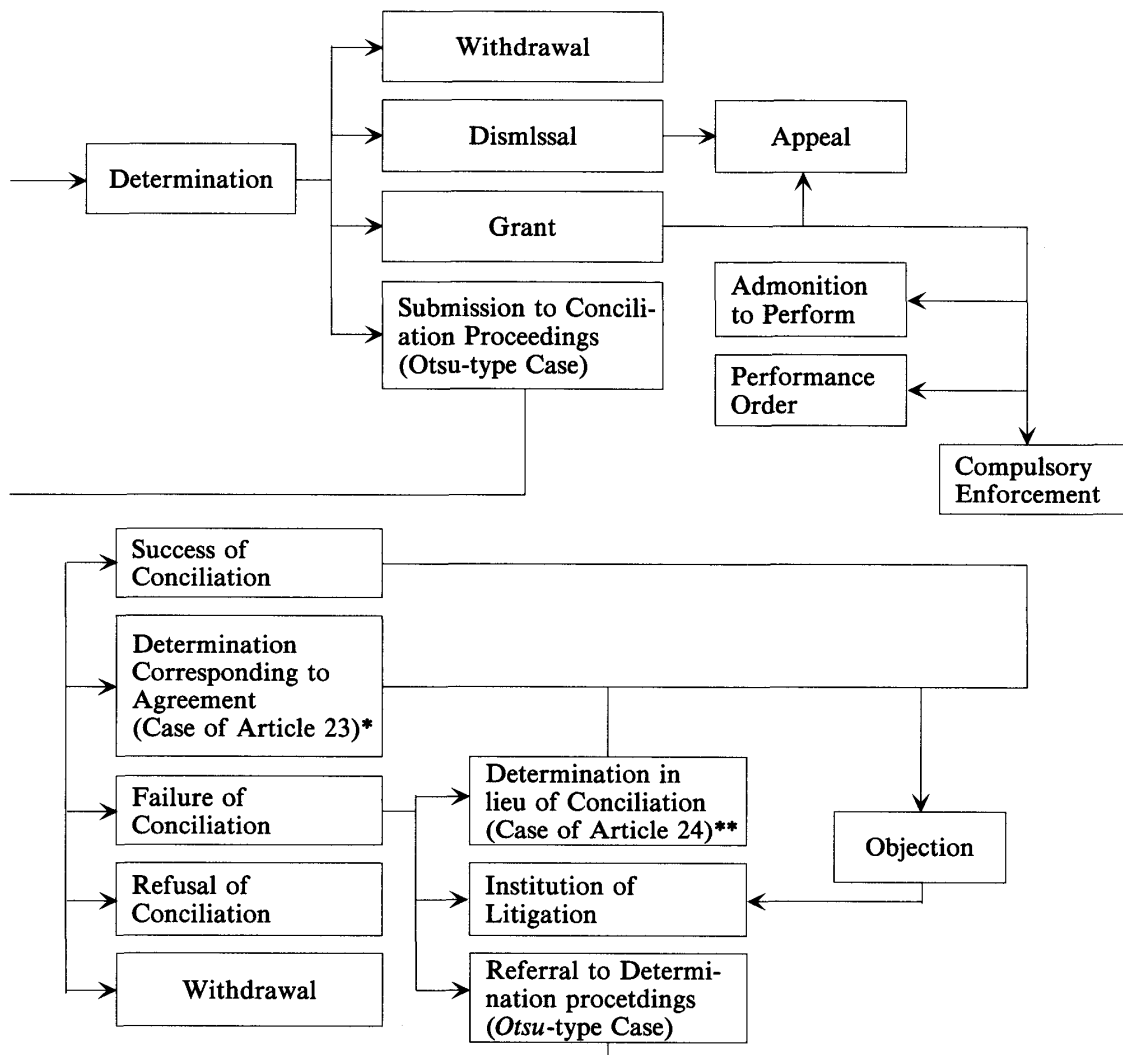 Withdrawal
Dismlssal
Appeal
Determination
Grant
Submission to Concili-
ation Proceedings
(Otsu-type Case)
Admonition
to Perform
Performance
Order
Compulsory
Enforcement
Success of
Conciliation
Determination
Corresponding to
Agreement
(Case of Article 23)*
Failure of
Conciliation
Determination in
lieu of Conciliation
(Case of Article 24)**
Objection
Refusal of
Conciliation
Institution of
Litigation
Withdrawal
Referral to Determi-
nation procetdings
(Otsu-type Case)